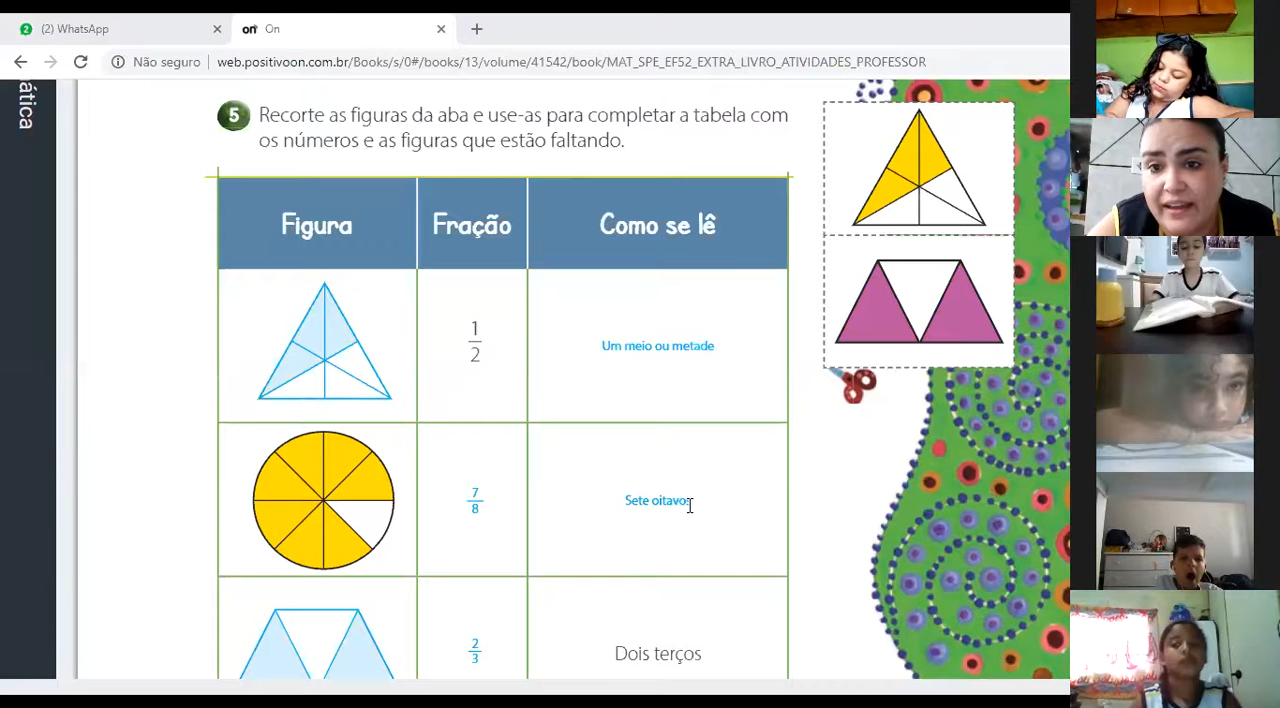 (2) WhatsApp
on
On
Não seguro
web.positivoon.com.br/Books/s/0#/books/13/volume/41542/book/MAT_SPE_EF52_EXTRA_LIVRO_ATIVIDADES_PROFESSOR
ática
5 Recorte as figuras da aba e use-as para completar a tabela com
os números e as figuras que estão faltando.
Figura Fração Como se lê
1/2 Um meio ou metade
7/8 Sete oitavos
2/3 Dois terços